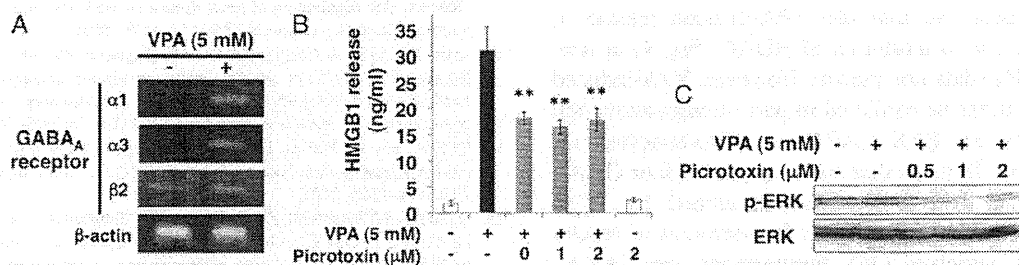 A
VPA (5 mM)
- +
GABAA receptor
α1
α3
β2
β-actin
B
HMGB1 release
(ng/ml)
35
30
25
20
15
10
5
0
** ** **
VPA (5 mM) - + + + + -
Picrotoxin (μM) - - 0 1 2 2
C
VPA (5 mM) - + + + +
Picrotoxin (μM) - - 0.5 1 2
p-ERK
ERK